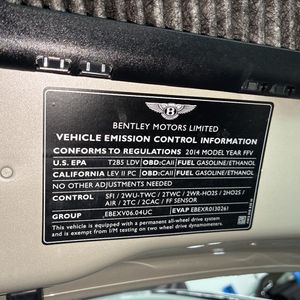 B
BENTLEY MOTORS LIMITED
VEHICLE EMISSION CONTROL INFORMATION
CONFORMS TO REGULATIONS 2014 MODEL YEAR FFV
U.S. EPA T2B5 LDV OBD:CAII FUEL GASOLINE/ETHANOL
CALIFORNIA LEV II PC OBD:CAII FUEL GASOLINE/ETHANOL
NO OTHER ADJUSTMENTS NEEDED
CONTROL SFI / 2WU-TWC / 2TWC / 2WR-HO2S / 2HO2S /
AIR / 2TC / 2CAC / FF SENSOR
GROUP EBEXV06.04UC EVAP EBEXR0130261
This vehicle is equipped with a permanent all-wheel drive system
and is exempt from I/M testing on two wheel drive dynamometers.